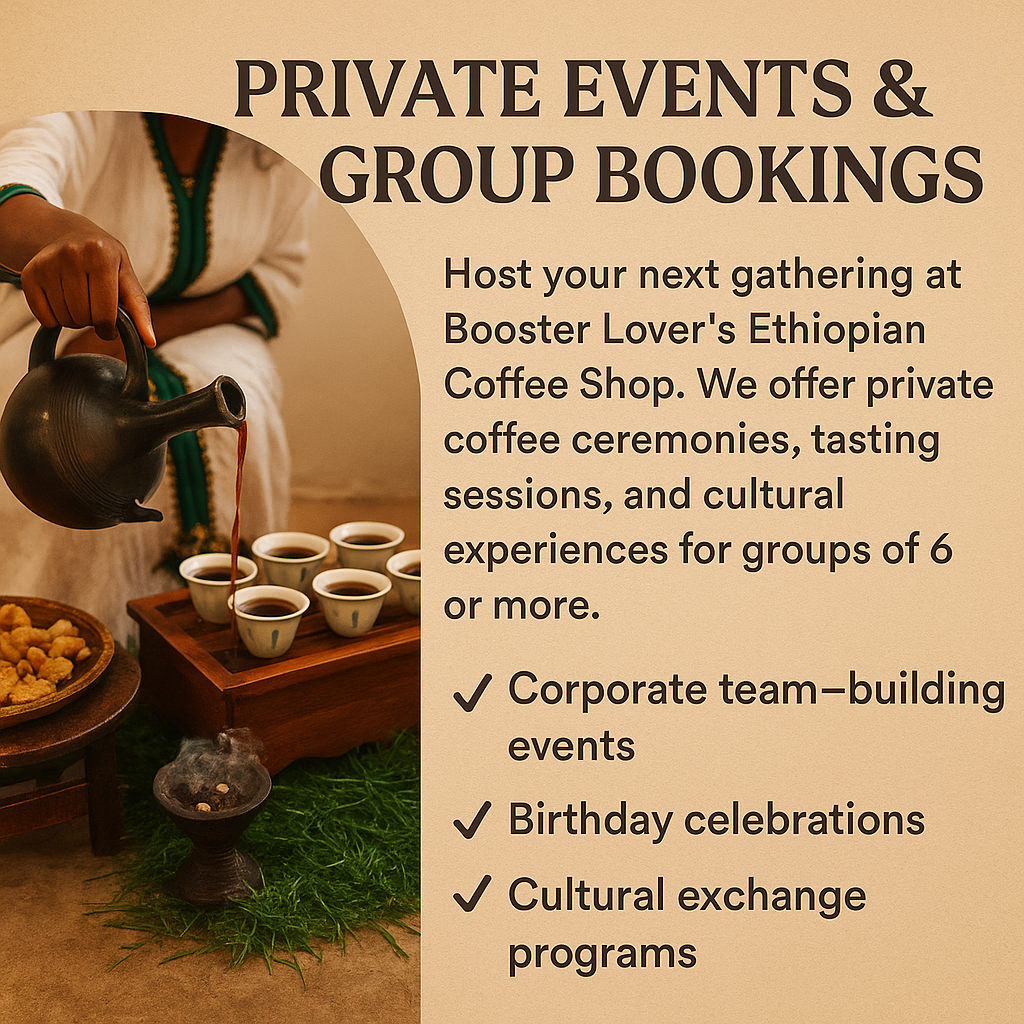 PRIVATE EVENTS &
GROUP BOOKINGS
Host your next gathering at
Booster Lover's Ethiopian
Coffee Shop. We offer private
coffee ceremonies, tasting
sessions, and cultural
experiences for groups of 6
or more.
✓ Corporate team–building
events
✓ Birthday celebrations
✓ Cultural exchange
programs